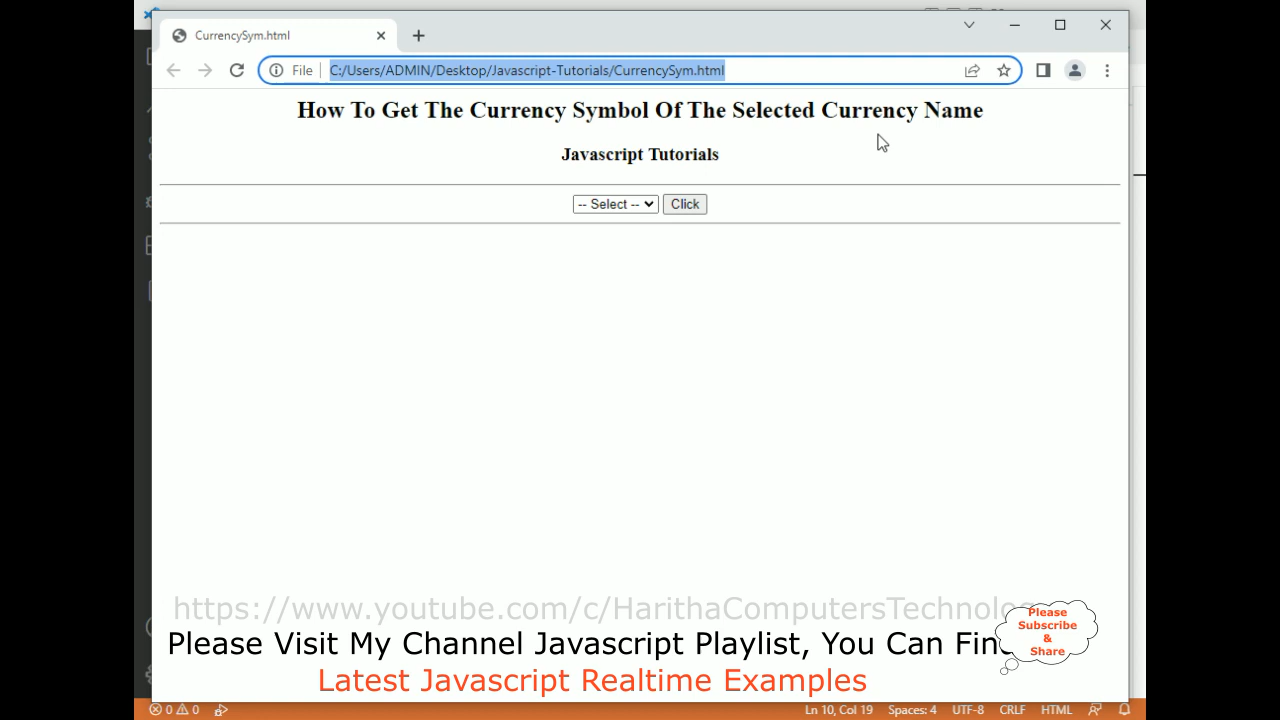 CurrencySym.html
File
C:/Users/ADMIN/Desktop/Javascript-Tutorials/CurrencySym.html
How To Get The Currency Symbol Of The Selected Currency Name
Javascript Tutorials
-- Select -- Click
https://www.youtube.com/c/HarithaComputersTechnolo
Please Visit My Channel Javascript Playlist, You Can Fin
Latest Javascript Realtime Examples
Please
Subscribe
&
Share
0 0 Ln 10, Col 19 Spaces: 4 UTF-8 CRLF HTML